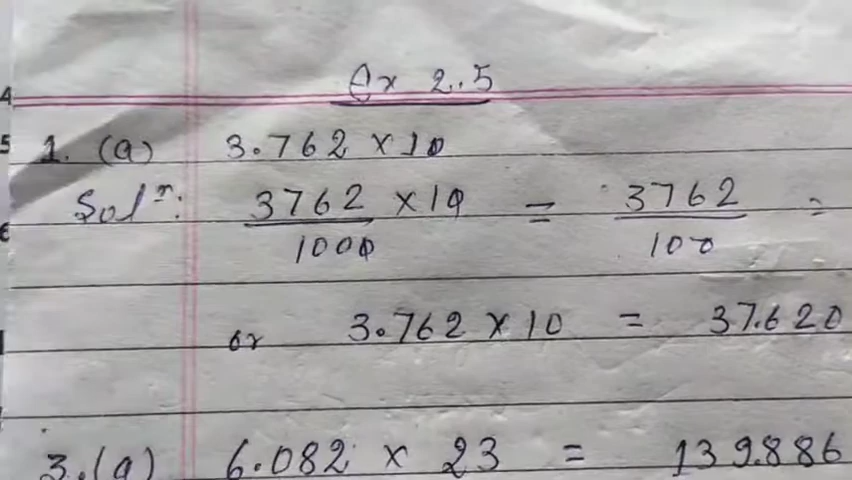 Ex 2.5
1. (a) 3.762 × 10
Solⁿ: 3762/1000 × 10 = 3762/100 =
or 3.762 × 10 = 37.620
3.(a) 6.082 × 23 = 139.886